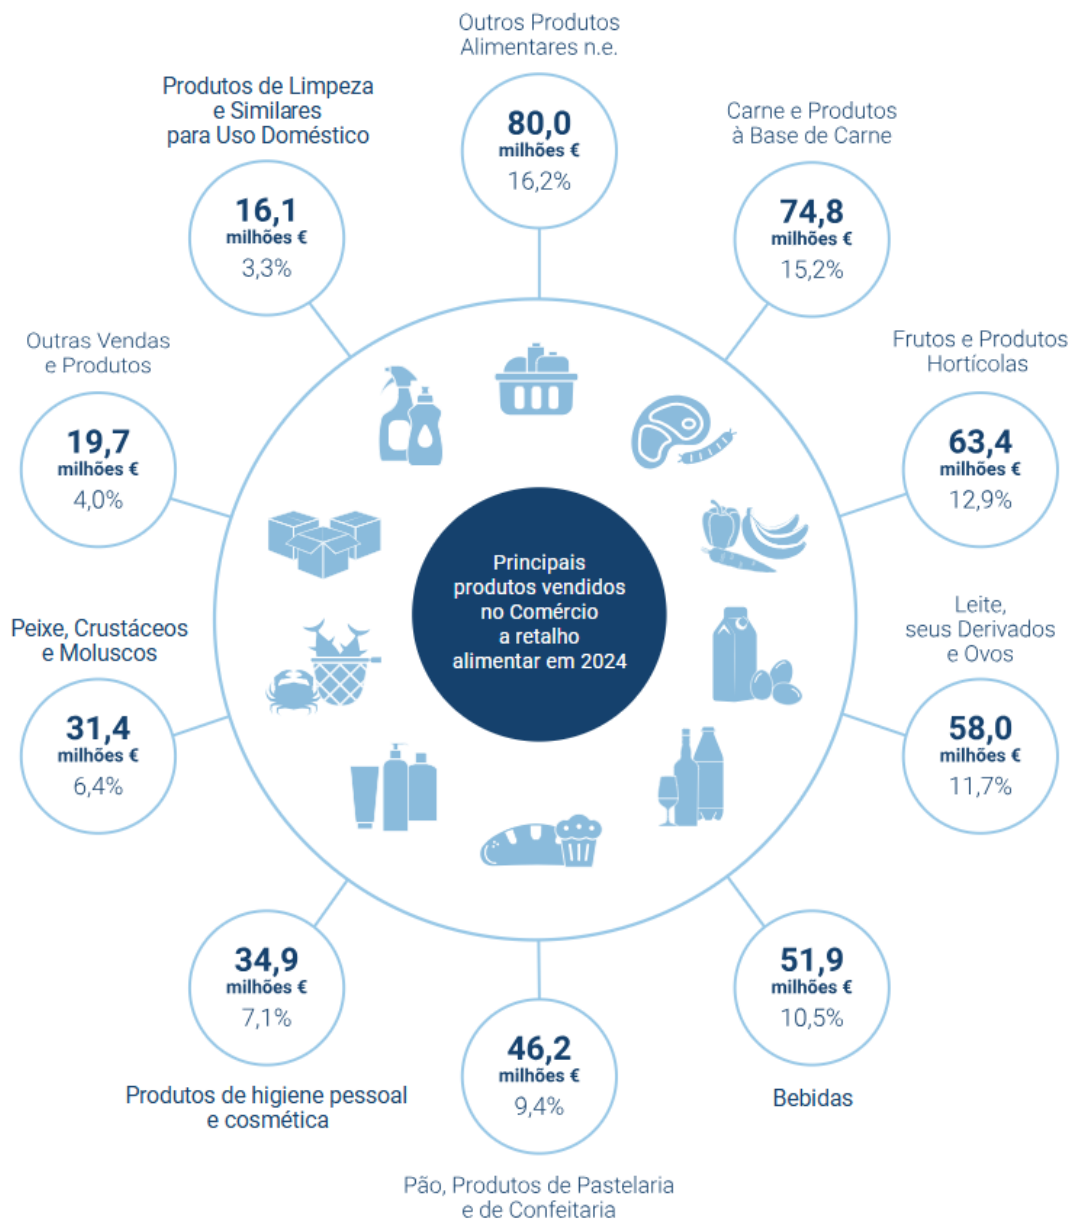 Outros Produtos
Alimentares n.e.
80,0
milhões €
16,2%
Carne e Produtos
à Base de Carne
74,8
milhões €
15,2%
Frutos e Produtos
Hortícolas
63,4
milhões €
12,9%
Leite,
seus Derivados
e Ovos
58,0
milhões €
11,7%
Bebidas
51,9
milhões €
10,5%
Pão, Produtos de Pastelaria
e de Confeitaria
46,2
milhões €
9,4%
Produtos de higiene pessoal
e cosmética
34,9
milhões €
7,1%
Peixe, Crustáceos
e Moluscos
31,4
milhões €
6,4%
Outras Vendas
e Produtos
19,7
milhões €
4,0%
Produtos de Limpeza
e Similares
para Uso Doméstico
16,1
milhões €
3,3%
Principais
produtos vendidos
no Comércio
a retalho
alimentar em 2024